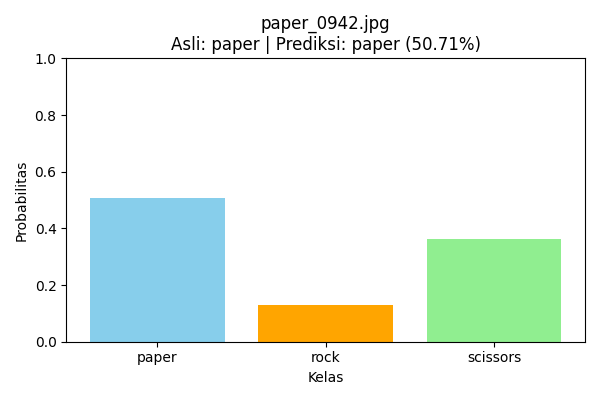 paper_0942.jpg
Asli: paper | Prediksi: paper (50.71%)
1.0
0.8
0.6
0.4
0.2
0.0
Probabilitas
paper
rock
scissors
Kelas